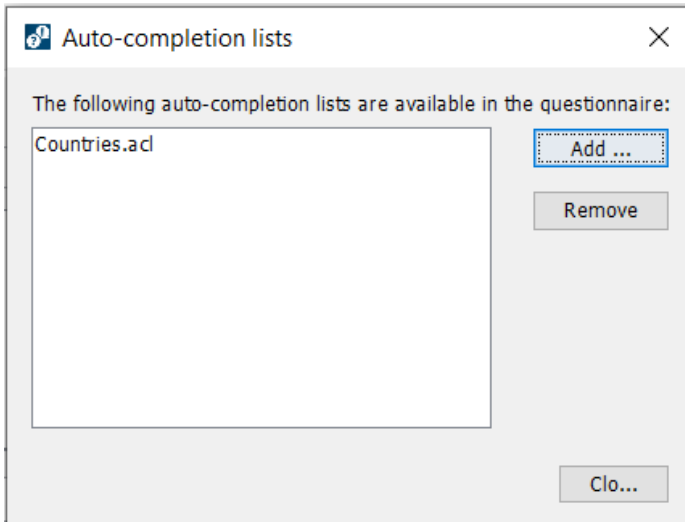 Auto-completion lists
The following auto-completion lists are available in the questionnaire:
Countries.acl
Add ...
Remove
Clo...